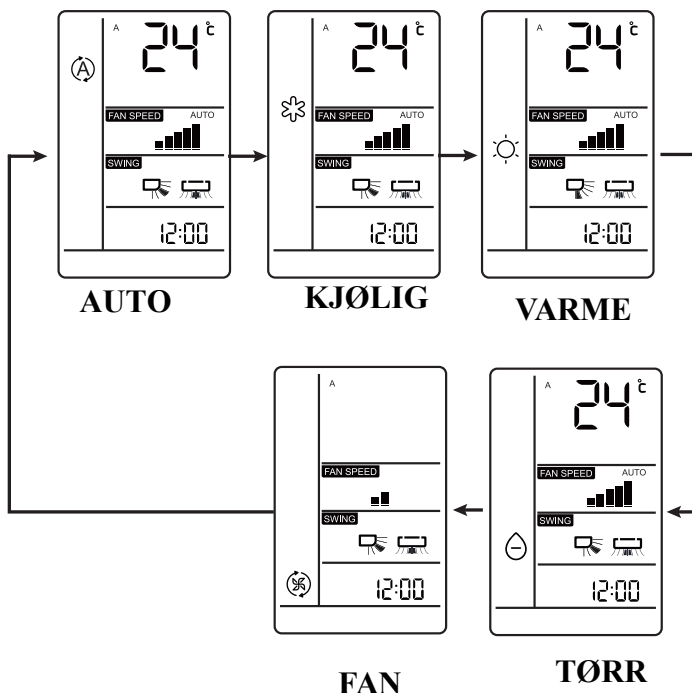 A
24 °C
FAN SPEED AUTO
SWING
12:00
AUTO
A
24 °C
FAN SPEED AUTO
SWING
12:00
KJØLIG
A
24 °C
FAN SPEED AUTO
SWING
12:00
VARME
A
FAN SPEED
SWING
12:00
FAN
A
24 °C
FAN SPEED AUTO
SWING
12:00
TØRR